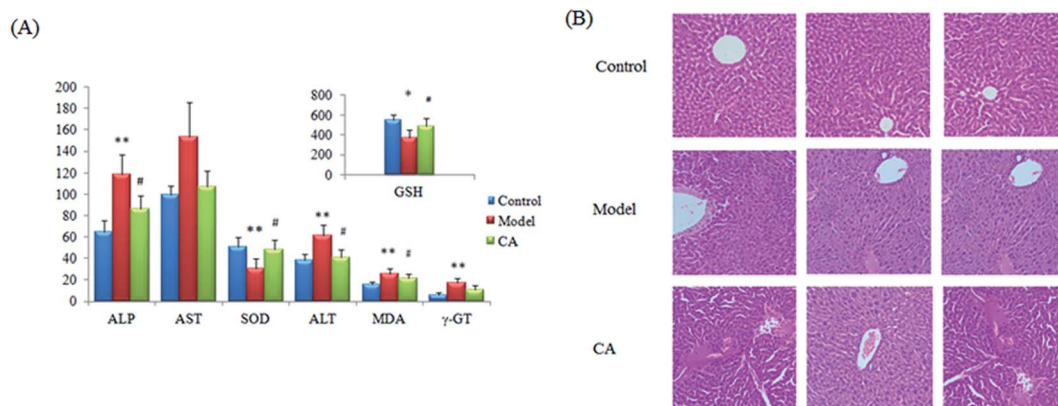 (A)
200
180
160
140
120
100
80
60
40
20
0
**
#
** #
** #
** #
**
ALP AST SOD ALT MDA γ-GT
800
600
400
200
0
* #
GSH
Control
Model
CA
(B)
Control
Model
CA